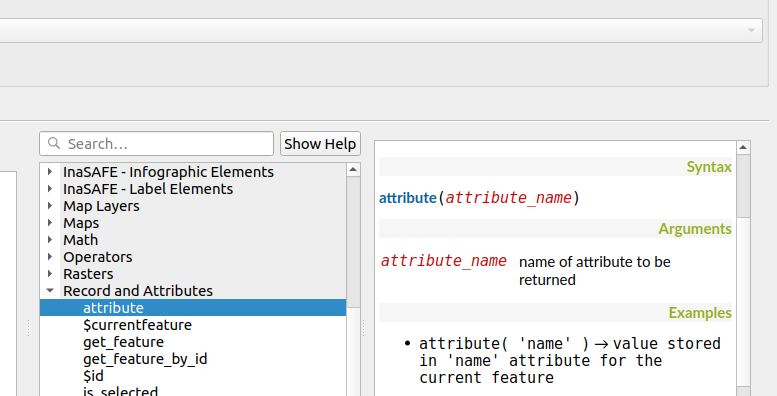 Search...
Show Help
InaSAFE - Infographic Elements
InaSAFE - Label Elements
Map Layers
Maps
Math
Operators
Rasters
Record and Attributes
attribute
$currentfeature
get_feature
get_feature_by_id
$id
is_selected
Syntax
attribute(attribute_name)
Arguments
attribute_name name of attribute to be
returned
Examples
• attribute( 'name' ) → value stored
in 'name' attribute for the
current feature